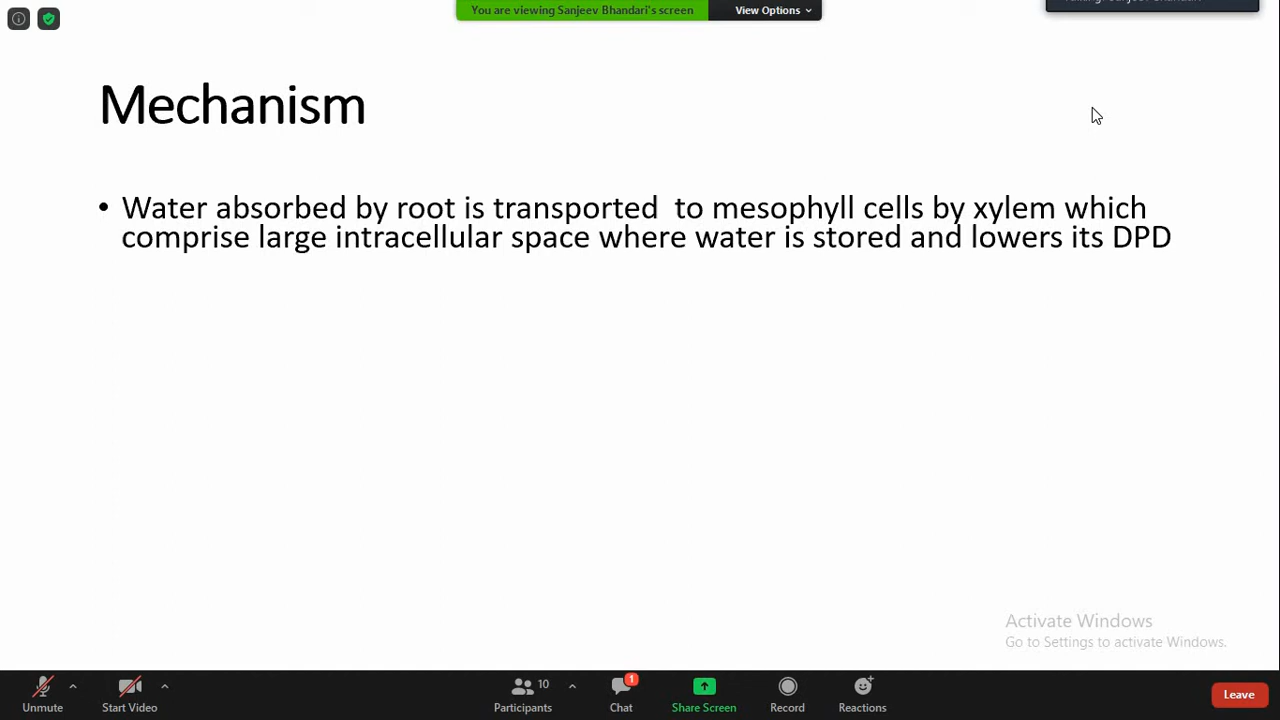 You are viewing Sanjeev Bhandari's screen View Options
Mechanism
• Water absorbed by root is transported to mesophyll cells by xylem which
comprise large intracellular space where water is stored and lowers its DPD
Activate Windows
Go to Settings to activate Windows.
10 1
Unmute Start Video Participants Chat Share Screen Record Reactions Leave